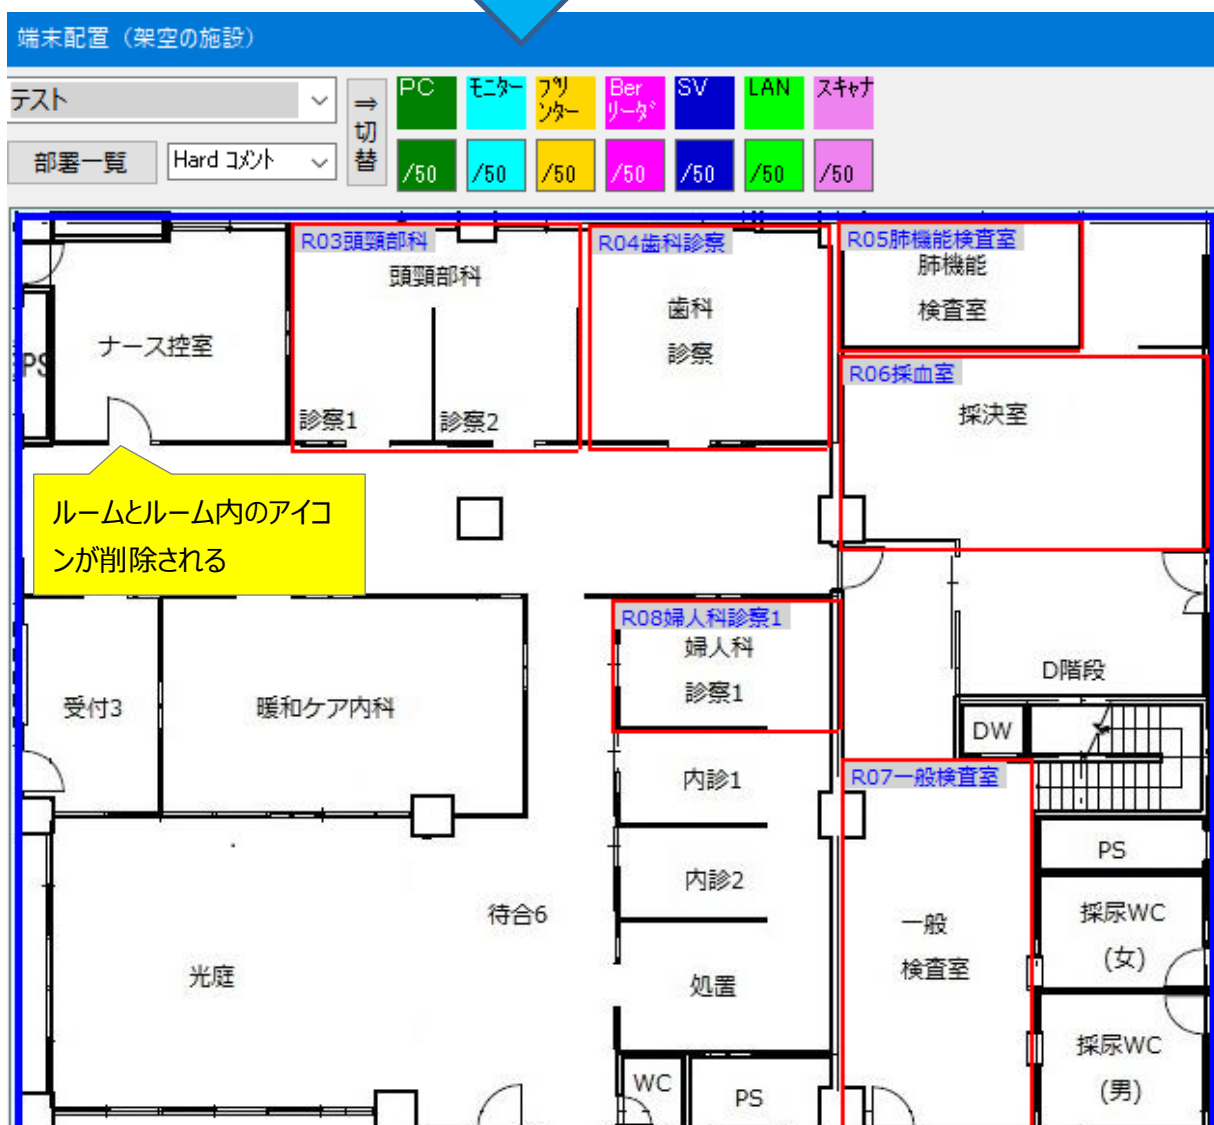 端末配置（架空の施設）
テスト
部署一覧
Hard コメント
⇒切替
PC
モニター
プリンター
Berリーダ
SV
LAN
スキャナ
/50
/50
/50
/50
/50
/50
/50
R03頭頸部科
頭頸部科
R04歯科診察
歯科
診察
R05肺機能検査室
肺機能
検査室
ナース控室
PS
診察1
診察2
R06採血室
採決室
ルームとルーム内のアイコ
ンが削除される
R08婦人科診察1
婦人科
診察1
D階段
受付3
暖和ケア内科
DW
内診1
R07一般検査室
PS
内診2
待合6
採尿WC
(女)
一般
検査室
光庭
処置
採尿WC
(男)
WC
PS